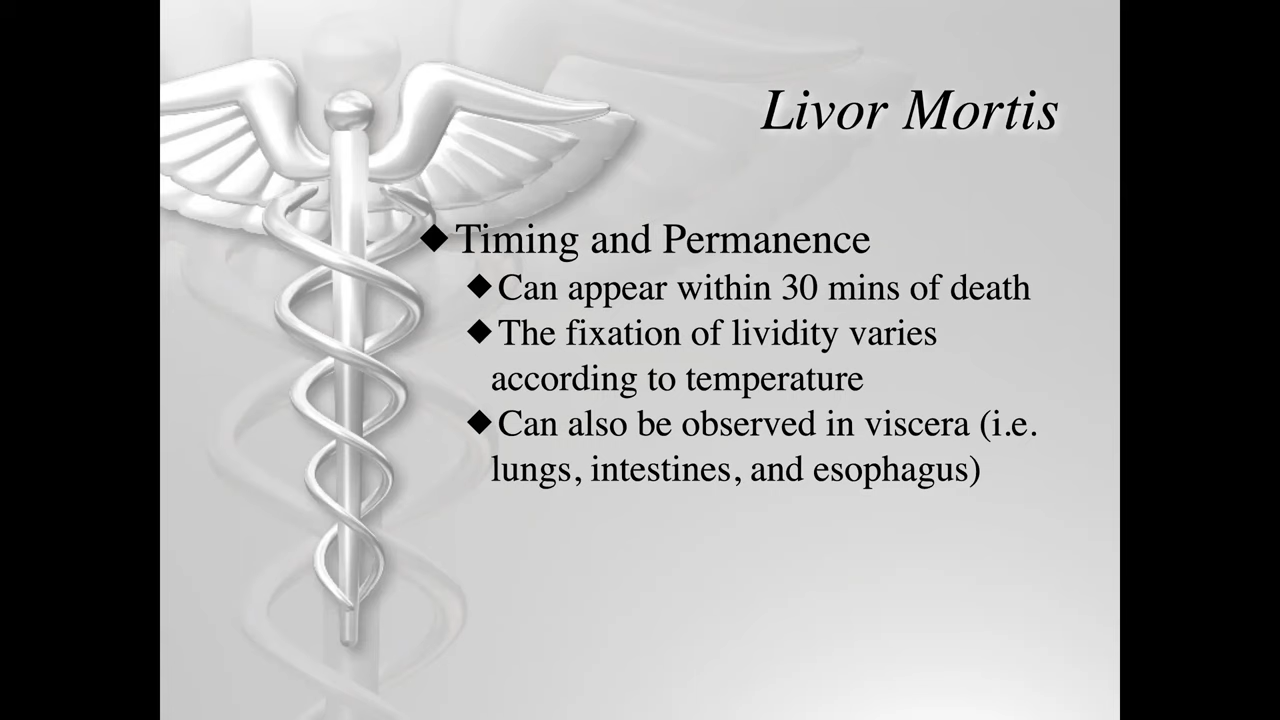 Livor Mortis
◆Timing and Permanence
◆Can appear within 30 mins of death
◆The fixation of lividity varies
according to temperature
◆Can also be observed in viscera (i.e.
lungs, intestines, and esophagus)